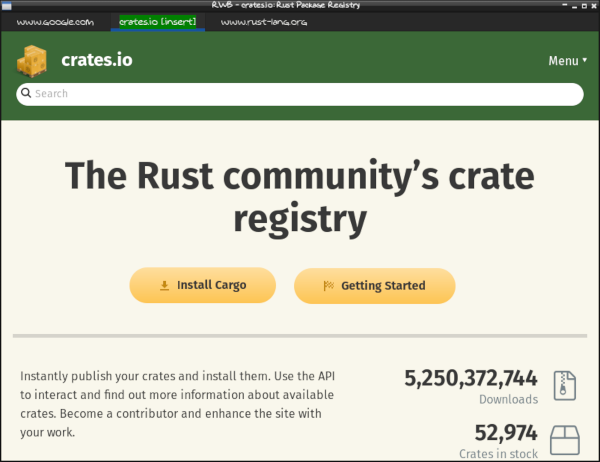 RWB - crates.io: Rust Package Registry
www.google.com
crates.io [insert]
www.rust-lang.org
crates.io
Menu
Search
The Rust community’s crate
registry
Install Cargo
Getting Started
Instantly publish your crates and install them. Use the API
to interact and find out more information about available
crates. Become a contributor and enhance the site with
your work.
5,250,372,744
Downloads
52,974
Crates in stock